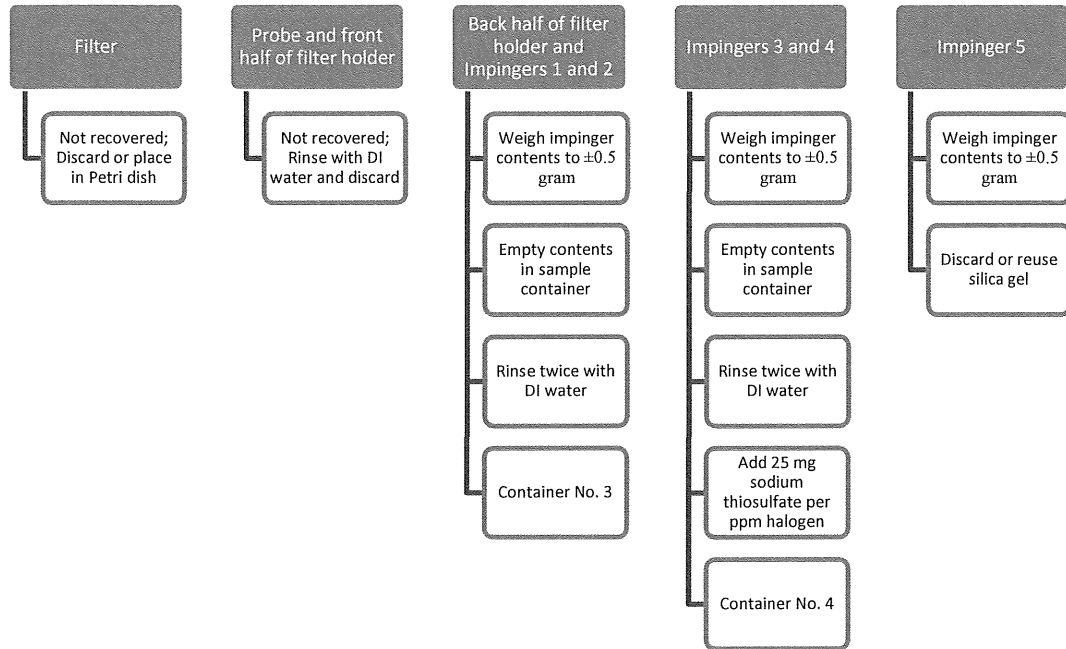 Filter
Not recovered;
Discard or place
in Petri dish
Probe and front
half of filter holder
Not recovered;
Rinse with DI
water and discard
Back half of filter
holder and
Impingers 1 and 2
Weigh impinger
contents to ±0.5
gram
Empty contents
in sample
container
Rinse twice with
DI water
Container No. 3
Impingers 3 and 4
Weigh impinger
contents to ±0.5
gram
Empty contents
in sample
container
Rinse twice with
DI water
Add 25 mg
sodium
thiosulfate per
ppm halogen
Container No. 4
Impinger 5
Weigh impinger
contents to ±0.5
gram
Discard or reuse
silica gel